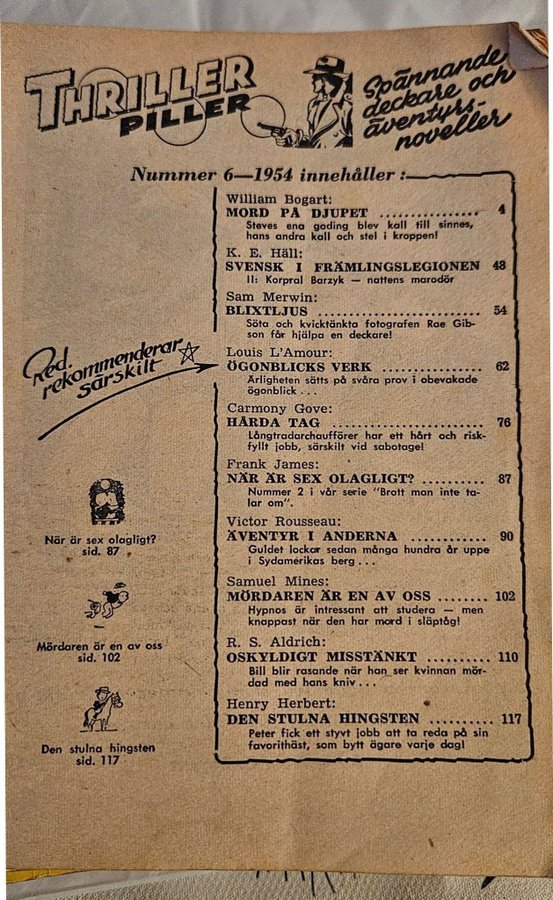 THRILLER
PILLER
Spännande
deckare och
äventyrs-
noveller
Nummer 6—1954 innehåller :
William Bogart:
MORD PÅ DJUPET ................ 4
Steves ena goding blev kall till sinnes,
hans andra kall och stel i kroppen!
K. E. Häll:
SVENSK I FRÄMLINGSLEGIONEN 43
II: Korpral Barzyk — nattens marodör
Sam Merwin:
BLIXTLJUS ........................ 54
Söta och kvicktänkta fotografen Rae Gib-
son får hjälpa en deckare!
Red.
rekommenderar
särskilt
Louis L'Amour:
ÖGONBLICKS VERK ................ 62
Ärligheten sätts på svåra prov i obevakade
ögonblick . . .
Carmony Gove:
HÅRDA TAG ...................... 76
Långtradarchaufförer har ett hårt och risk-
fyllt jobb, särskilt vid sabotage!
Frank James:
NÄR ÄR SEX OLAGLIGT? .......... 87
Nummer 2 i vår serie "Brott man inte ta-
lar om".
Victor Rousseau:
ÄVENTYR I ANDERNA ........... 90
Guldet lockar sedan många hundra år uppe
i Sydamerikas berg . . .
Samuel Mines:
MÖRDAREN ÄR EN AV OSS ........ 102
Hypnos är intressant att studera — men
knappast när den har mord i släptåg!
R. S. Aldrich:
OSKYLDIGT MISSTÄNKT .......... 110
Bill blir rasande när han ser kvinnan mör-
dad med hans kniv . . .
Henry Herbert:
DEN STULNA HINGSTEN .......... 117
Peter fick ett styvt jobb att ta reda på sin
favorithäst, som bytt ägare varje dag!
När är sex olagligt?
sid. 87
Mördaren är en av oss
sid. 102
Den stulna hingsten
sid. 117